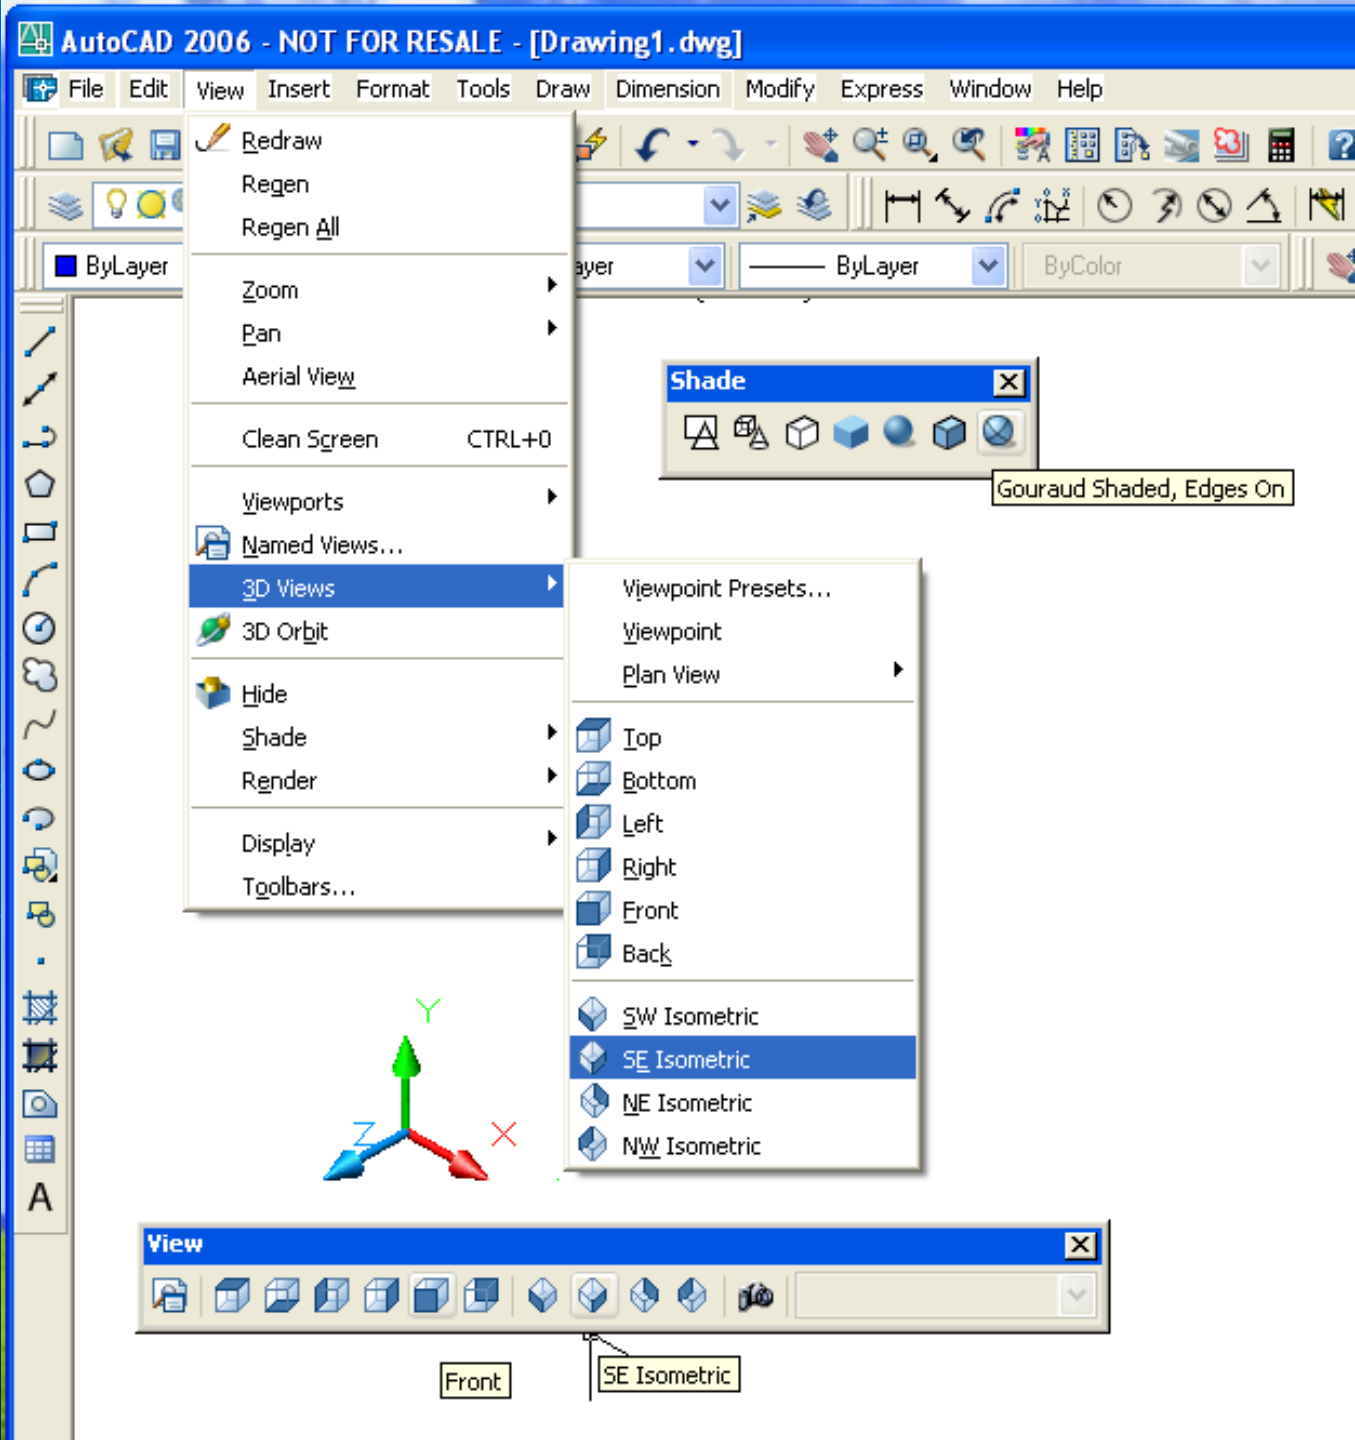 AutoCAD 2006 - NOT FOR RESALE - [Drawing1.dwg]
File Edit View Insert Format Tools Draw Dimension Modify Express Window Help
ByLayer
ayer
ByLayer
ByColor
Redraw
Regen
Regen All
Zoom
Pan
Aerial View
Clean Screen CTRL+0
Viewports
Named Views...
3D Views
3D Orbit
Hide
Shade
Render
Display
Toolbars...
Shade
Gouraud Shaded, Edges On
Viewpoint Presets...
Viewpoint
Plan View
Top
Bottom
Left
Right
Front
Back
SW Isometric
SE Isometric
NE Isometric
NW Isometric
Y
Z
X
A
View
Front
SE Isometric